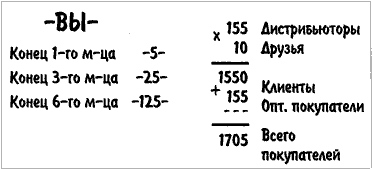 -ВЫ-
Конец 1-го м-ца -5-
Конец 3-го м-ца -25-
Конец 6-го м-ца -125-
x 155 Дистрибьюторы
10 Друзья
1550 Клиенты
+ 155 Опт. покупатели
- - -
1705 Всего
покупателей